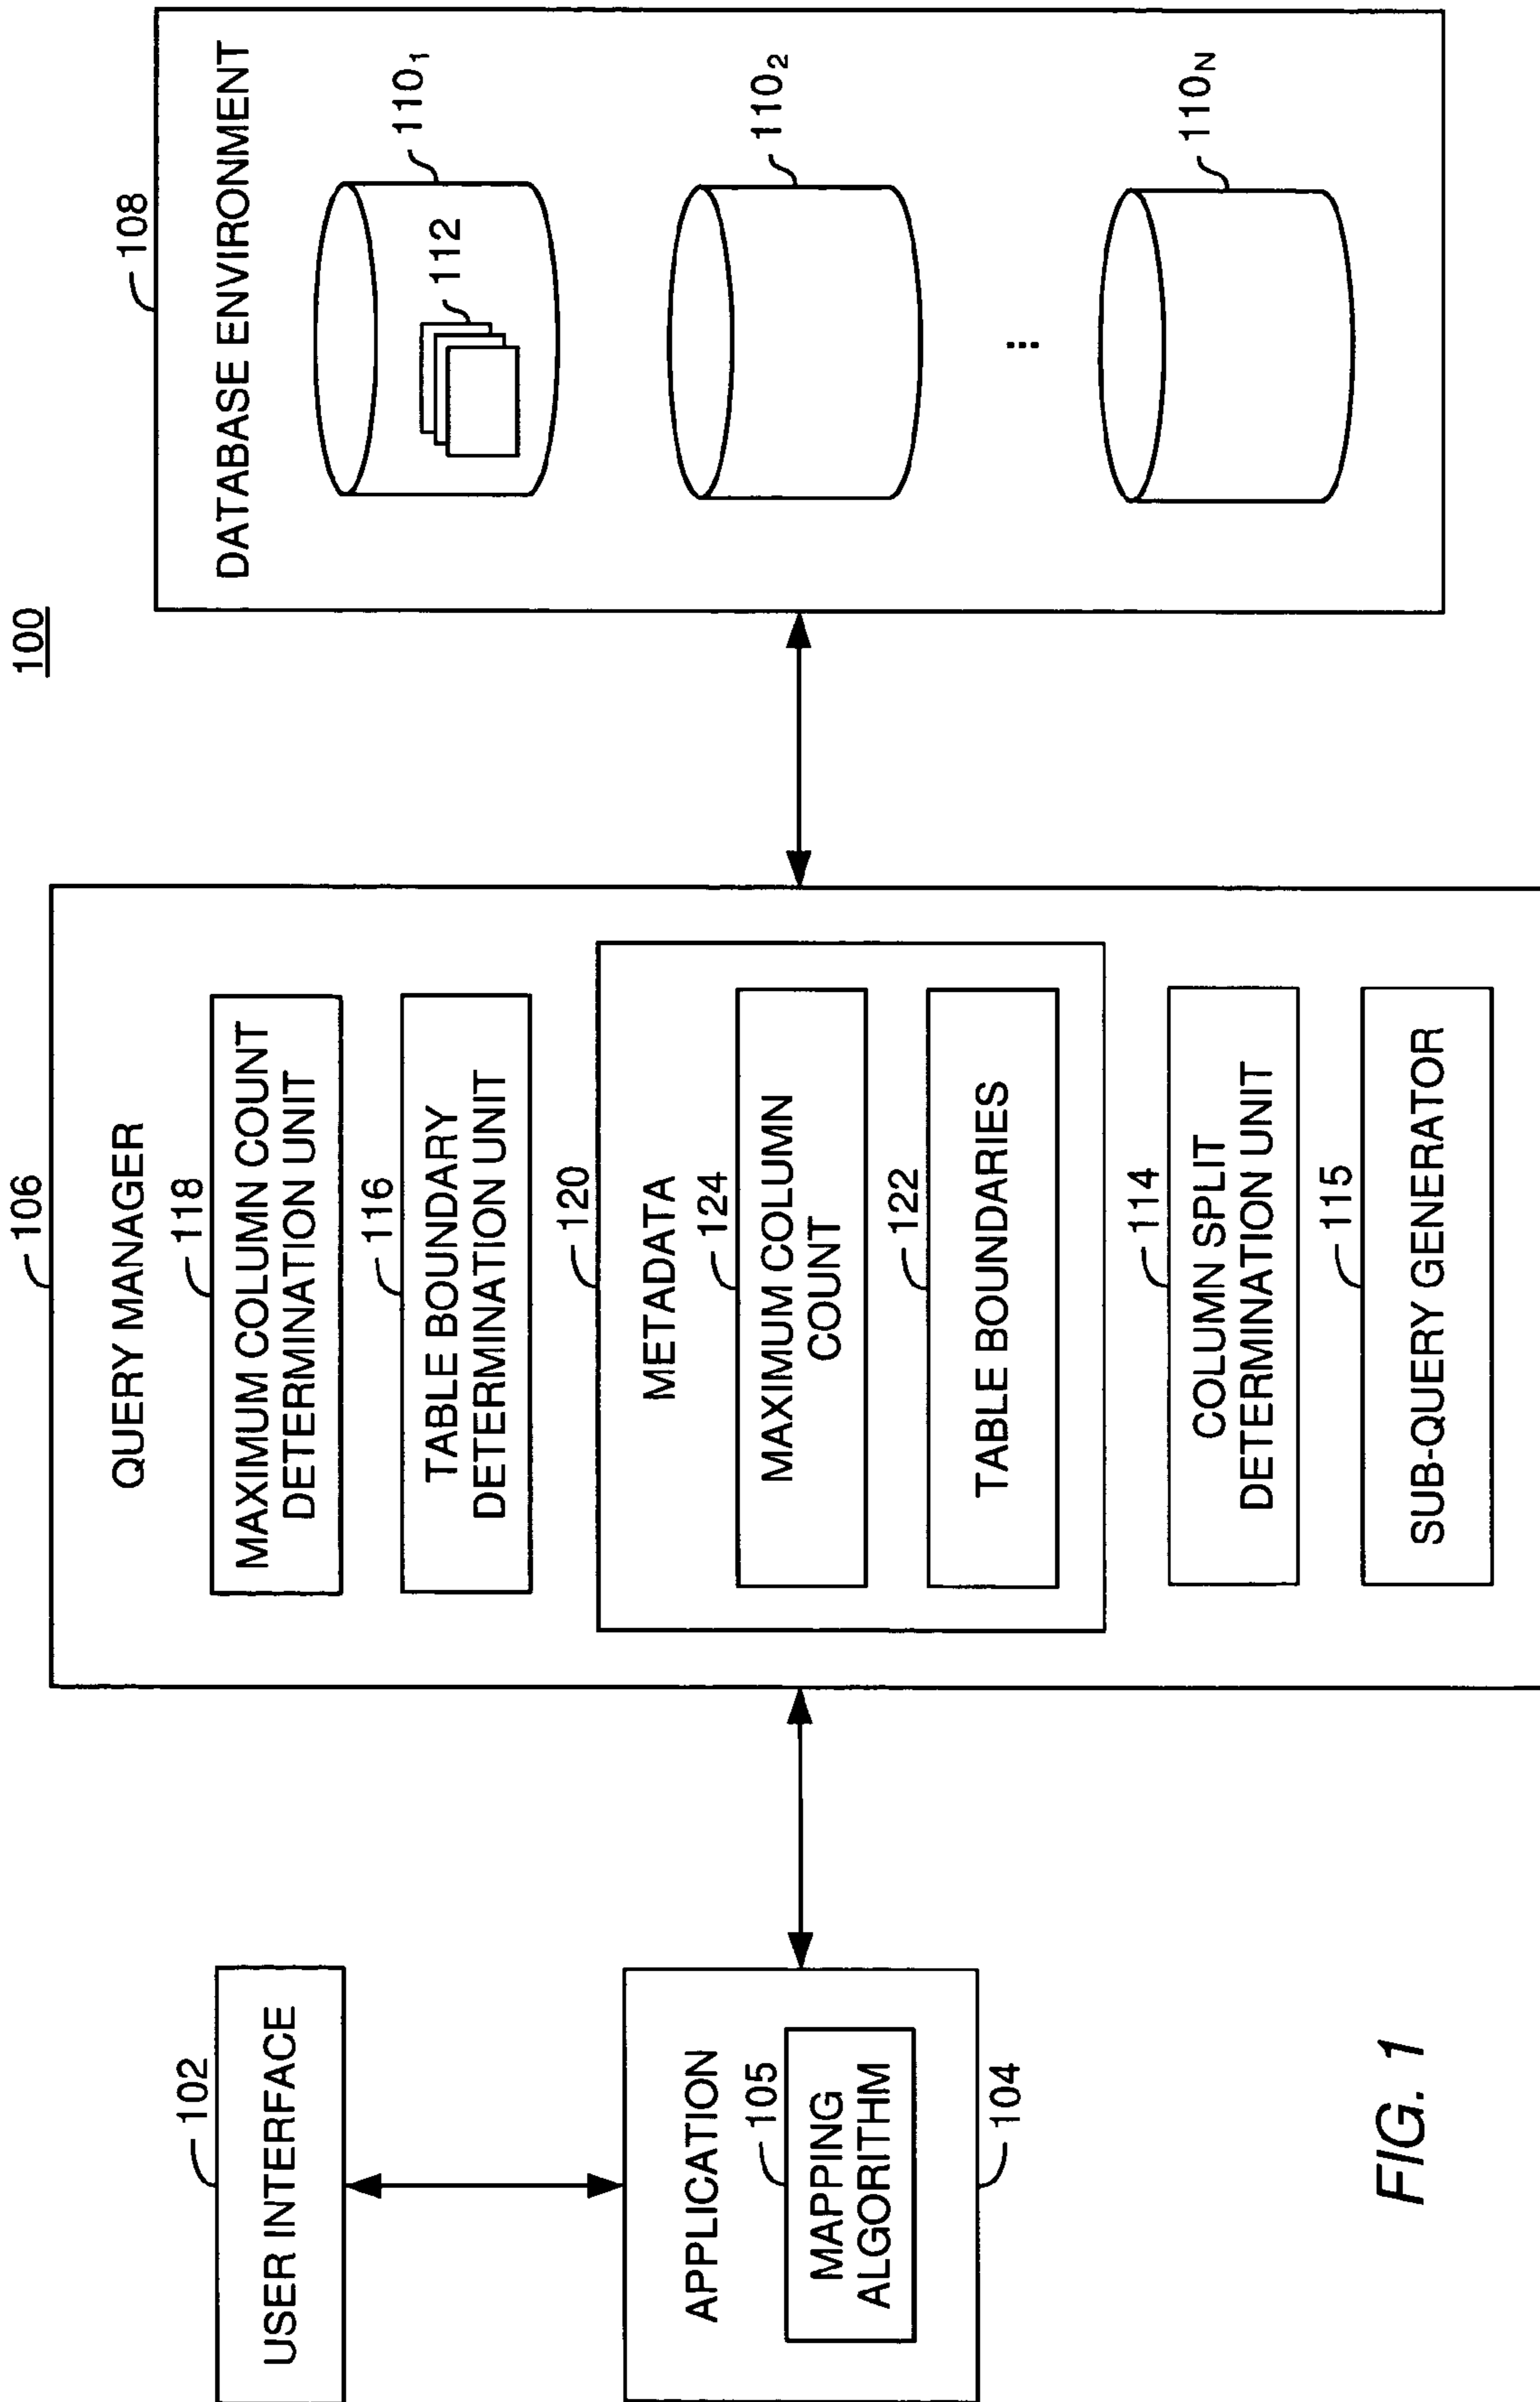 100
102
USER INTERFACE
APPLICATION
105
MAPPING
ALGORITHM
104
106
QUERY MANAGER
118
MAXIMUM COLUMN COUNT
DETERMINATION UNIT
116
TABLE BOUNDARY
DETERMINATION UNIT
120
METADATA
124
MAXIMUM COLUMN
COUNT
122
TABLE BOUNDARIES
114
COLUMN SPLIT
DETERMINATION UNIT
115
SUB-QUERY GENERATOR
108
DATABASE ENVIRONMENT
110₁
112
110₂
...
110N
FIG. 1